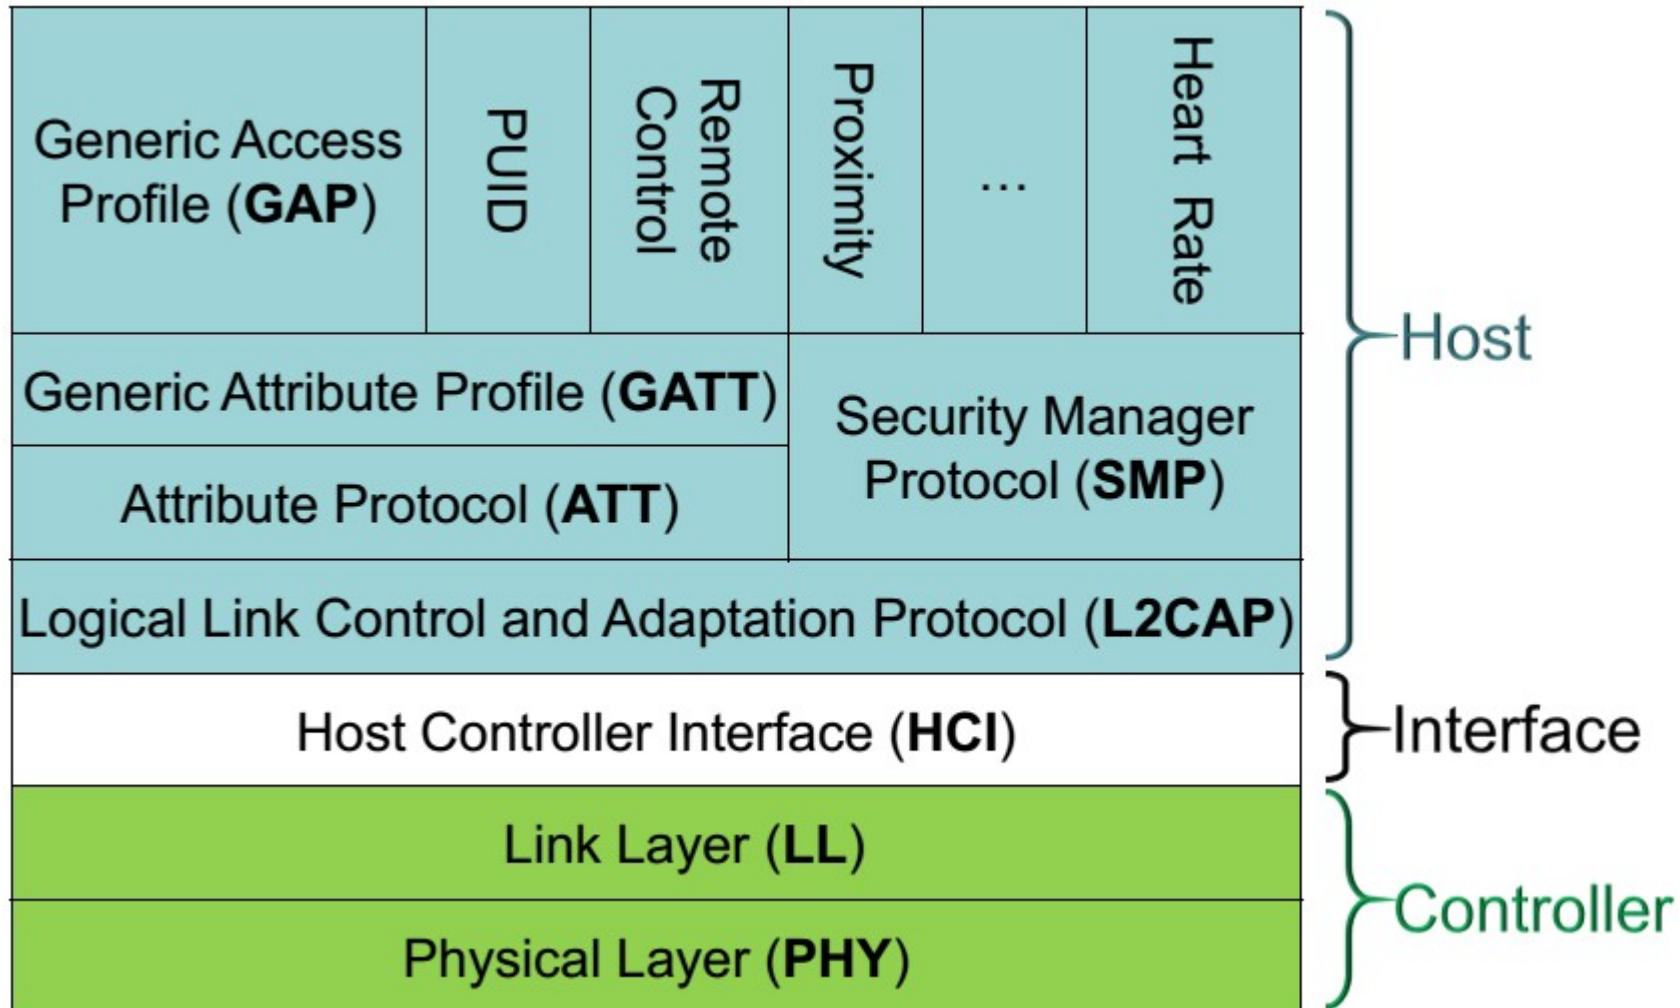 Generic Access
Profile (GAP)
PUID
Remote
Control
Proximity
...
Heart Rate
Generic Attribute Profile (GATT)
Attribute Protocol (ATT)
Security Manager
Protocol (SMP)
Logical Link Control and Adaptation Protocol (L2CAP)
Host Controller Interface (HCI)
Link Layer (LL)
Physical Layer (PHY)
Host
Interface
Controller